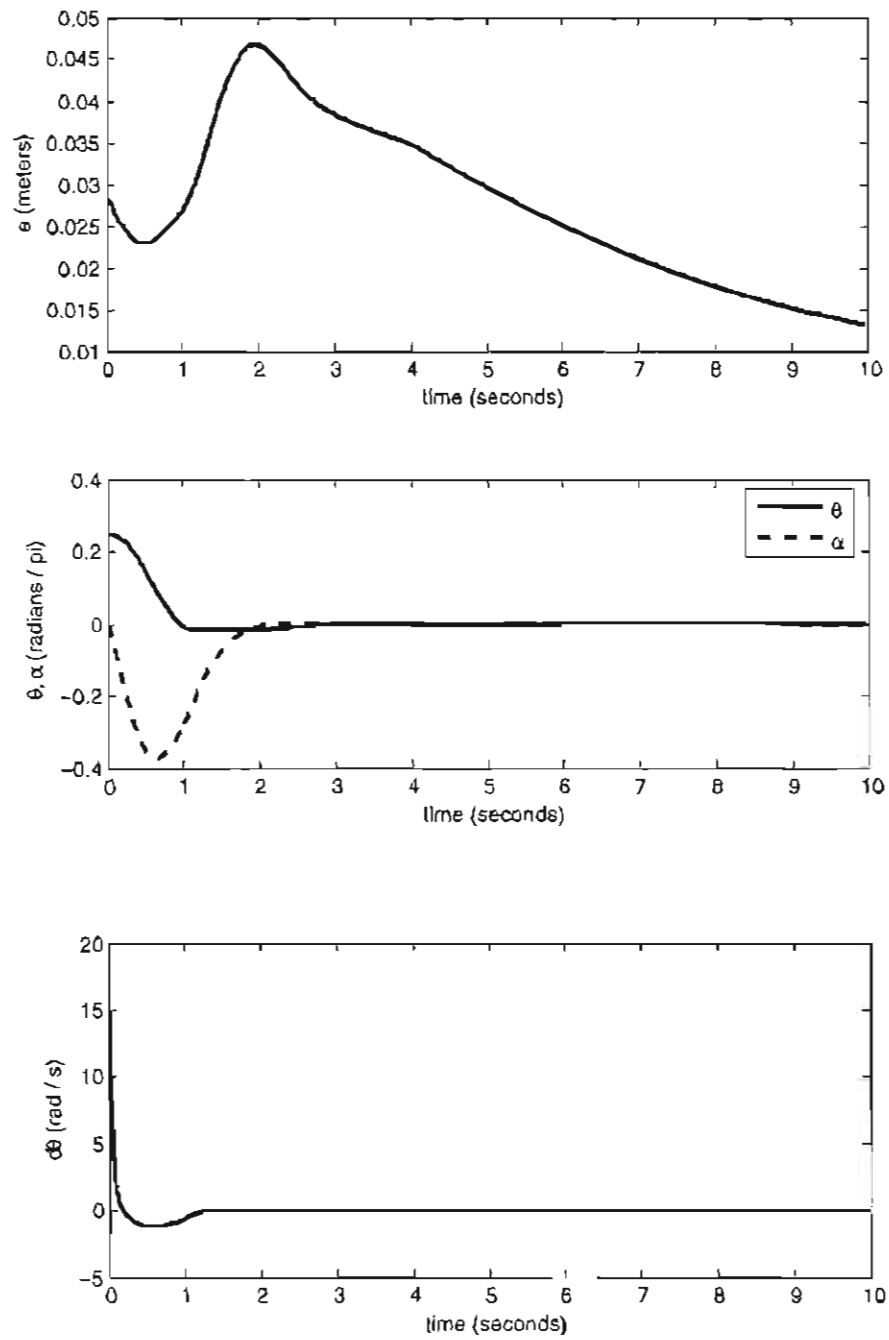 0.05
0.045
0.04
0.035
0.03
0.025
0.02
0.015
0.01
e (meters)
0 1 2 3 4 5 6 7 8 9 10
time (seconds)
0.4
0.2
0
-0.2
-0.4
θ, α (radians / pi)
θ
α
0 1 2 3 4 5 6 7 8 9 10
time (seconds)
20
15
10
5
0
-5
dθ (rad / s)
0 1 2 3 4 5 6 7 8 9 10
time (seconds)